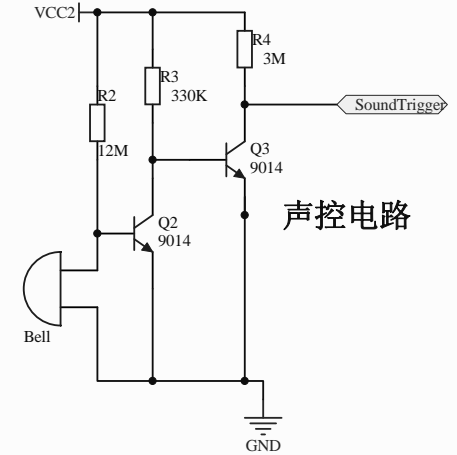 VCC2
R4
3M
R3
330K
R2
12M
SoundTrigger
Q3
9014
声控电路
Q2
9014
Bell
GND